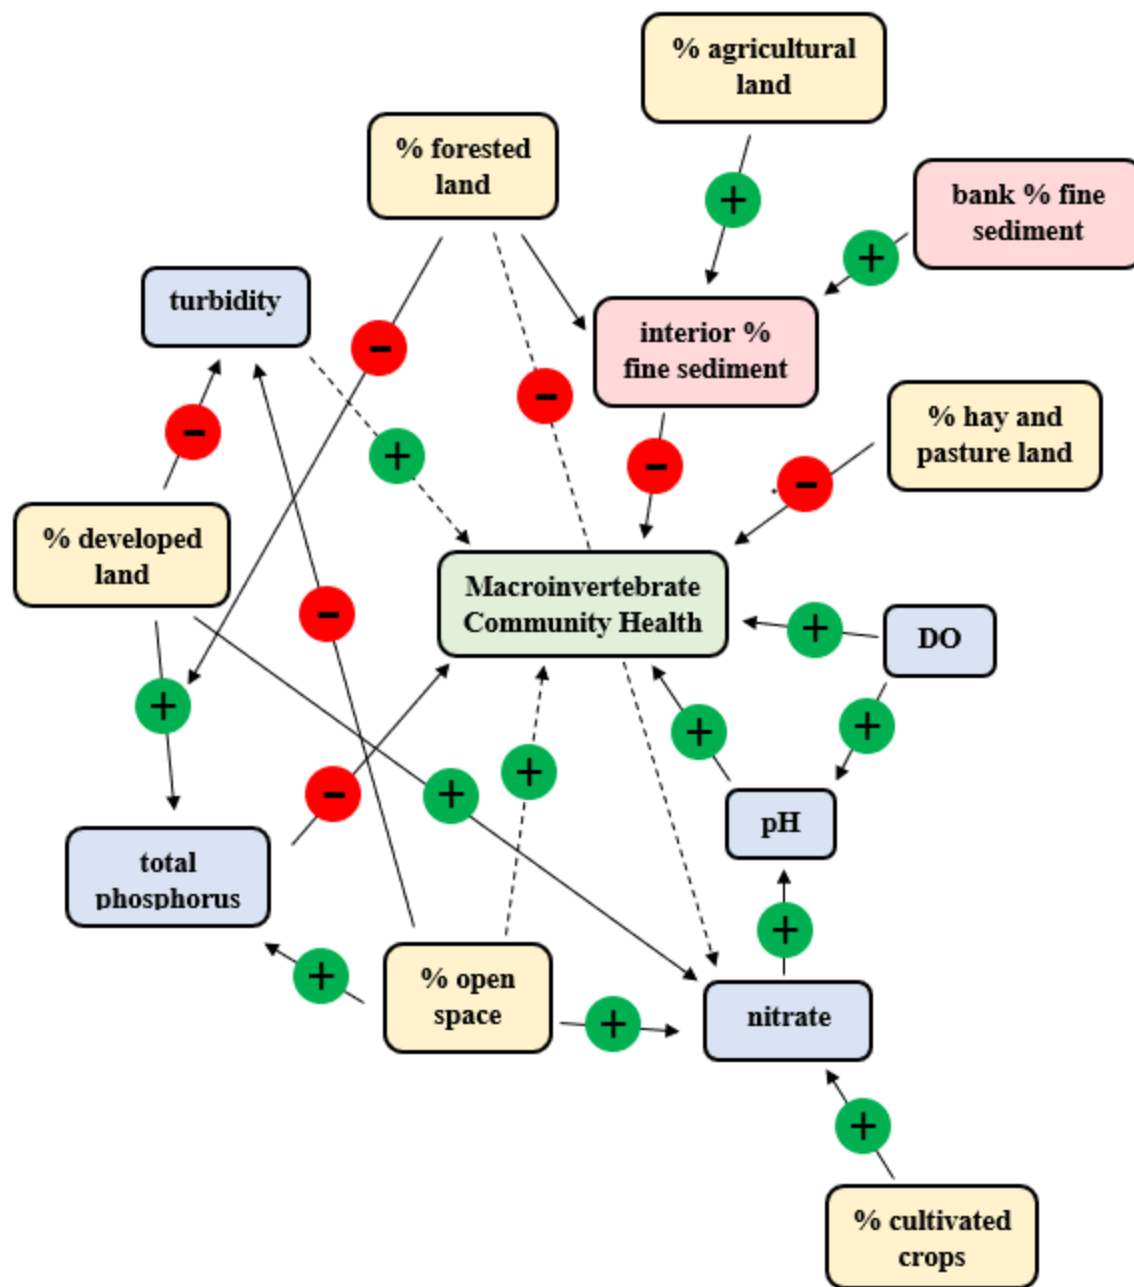 % agricultural
land
% forested
land
bank % fine
sediment
turbidity
interior %
fine sediment
% hay and
pasture land
% developed
land
Macroinvertebrate
Community Health
DO
pH
total
phosphorus
% open
space
nitrate
% cultivated
crops
+
+
-
-
-
+
-
-
-
+
+
+
+
+
-
+
+
+
+
+